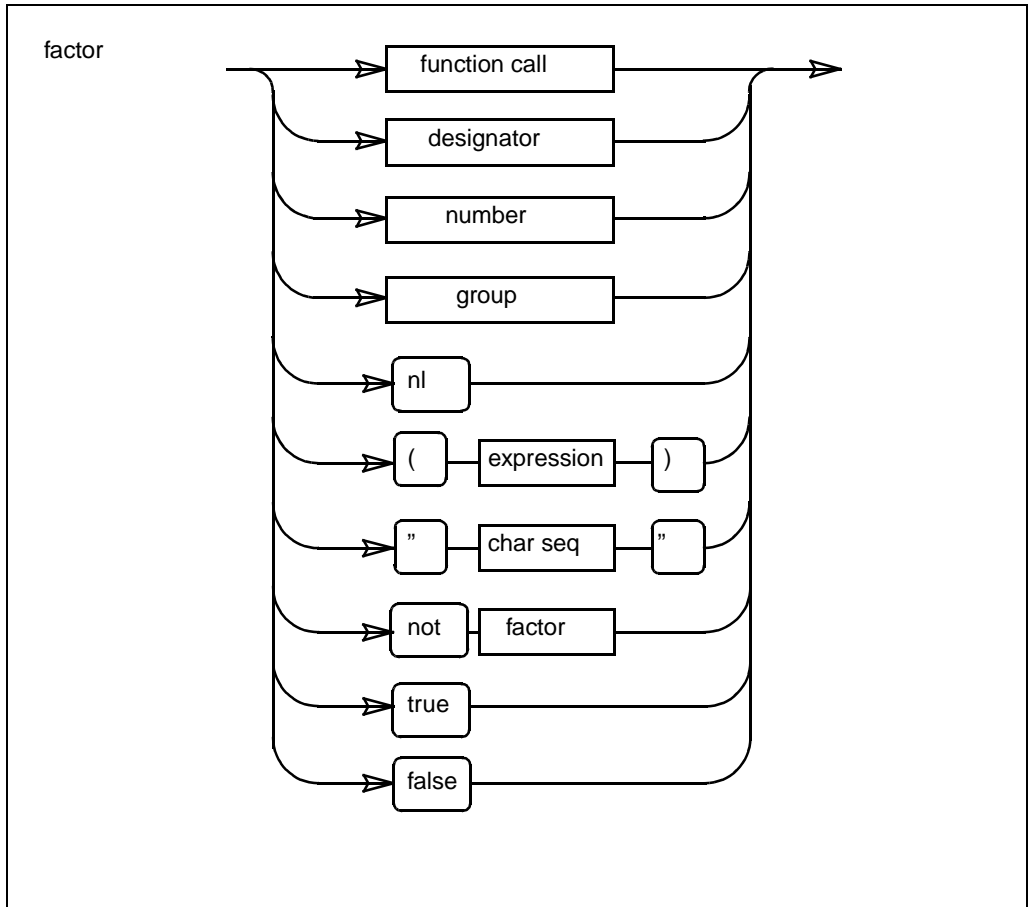 factor
function call
designator
number
group
nl
( expression )
” char seq ”
not factor
true
false